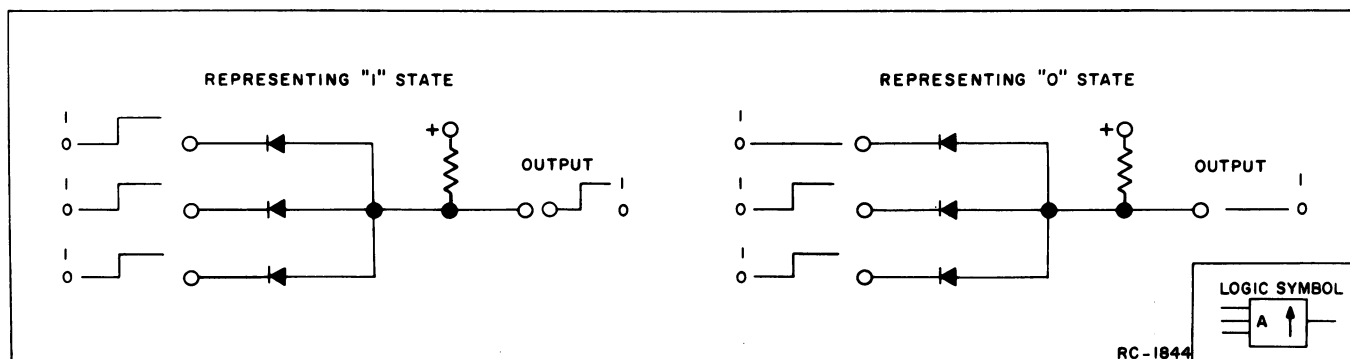 REPRESENTING "1" STATE
1
0
1
0
1
0
+
OUTPUT
1
0
REPRESENTING "0" STATE
1
0
1
0
1
0
+
OUTPUT
1
0
LOGIC SYMBOL
A
RC-1844